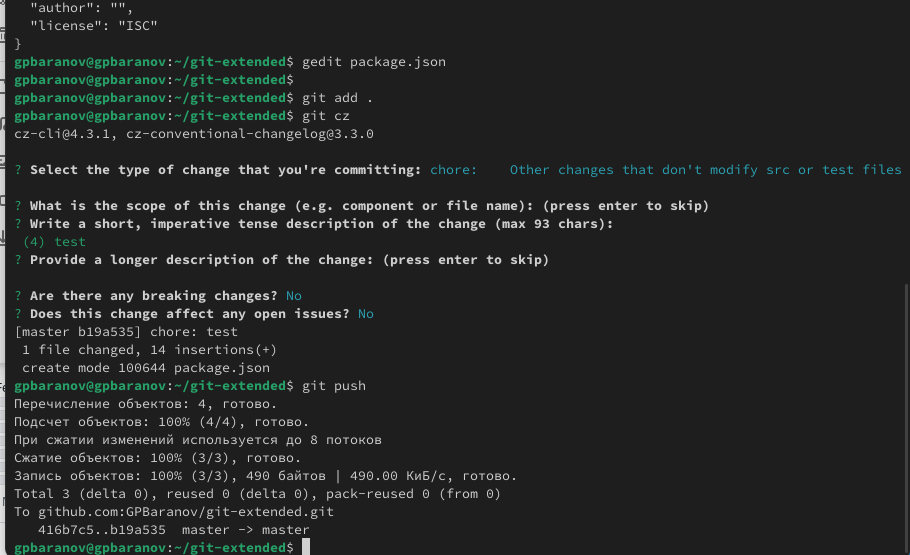 "author": "",
"license": "ISC"
}
gpbaranov@gpbaranov:~/git-extended$ gedit package.json
gpbaranov@gpbaranov:~/git-extended$
gpbaranov@gpbaranov:~/git-extended$ git add .
gpbaranov@gpbaranov:~/git-extended$ git cz
cz-cli@4.3.1, cz-conventional-changelog@3.3.0
? Select the type of change that you're committing: chore:    Other changes that don't modify src or test files
? What is the scope of this change (e.g. component or file name): (press enter to skip)
? Write a short, imperative tense description of the change (max 93 chars):
(4) test
? Provide a longer description of the change: (press enter to skip)
? Are there any breaking changes? No
? Does this change affect any open issues? No
[master b19a535] chore: test
1 file changed, 14 insertions(+)
create mode 100644 package.json
gpbaranov@gpbaranov:~/git-extended$ git push
Перечисление объектов: 4, готово.
Подсчет объектов: 100% (4/4), готово.
При сжатии изменений используется до 8 потоков
Сжатие объектов: 100% (3/3), готово.
Запись объектов: 100% (3/3), 490 байтов | 490.00 КиБ/с, готово.
Total 3 (delta 0), reused 0 (delta 0), pack-reused 0 (from 0)
To github.com:GPBaranov/git-extended.git
416b7c5..b19a535  master -> master
gpbaranov@gpbaranov:~/git-extended$